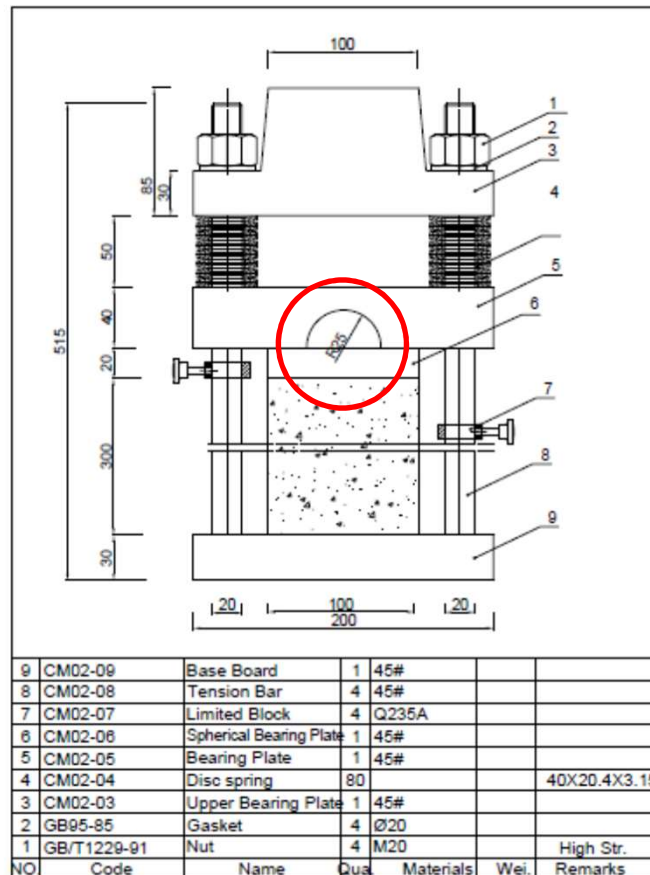 100
1
2
3
4
85
30
50
5
40
6
R25
515
20
7
300
8
9
30
20
100
20
200
9 CM02-09 Base Board 1 45#
8 CM02-08 Tension Bar 4 45#
7 CM02-07 Limited Block 4 Q235A
6 CM02-06 Spherical Bearing Plate 1 45#
5 CM02-05 Bearing Plate 1 45#
4 CM02-04 Disc spring 80 40X20.4X3.15
3 CM02-03 Upper Bearing Plate 1 45#
2 GB95-85 Gasket 4 Ø20
1 GB/T1229-91 Nut 4 M20 High Str.
NO. Code Name Qua. Materials Wei. Remarks